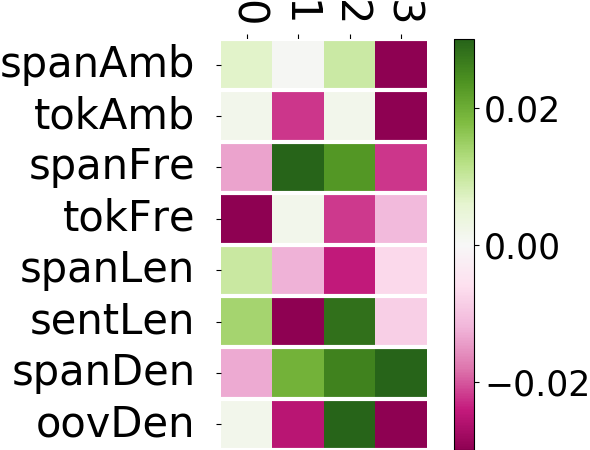 0 1 2 3
spanAmb
tokAmb
spanFre
tokFre
spanLen
sentLen
spanDen
oovDen
0.02
0.00
−0.02